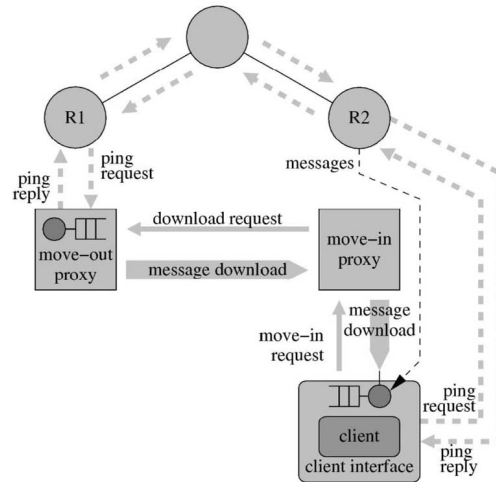 R1
R2
messages
ping
request
ping
reply
download request
move−out
proxy
move−in
proxy
message download
message
download
move−in
request
ping
request
client
client interface
ping
reply